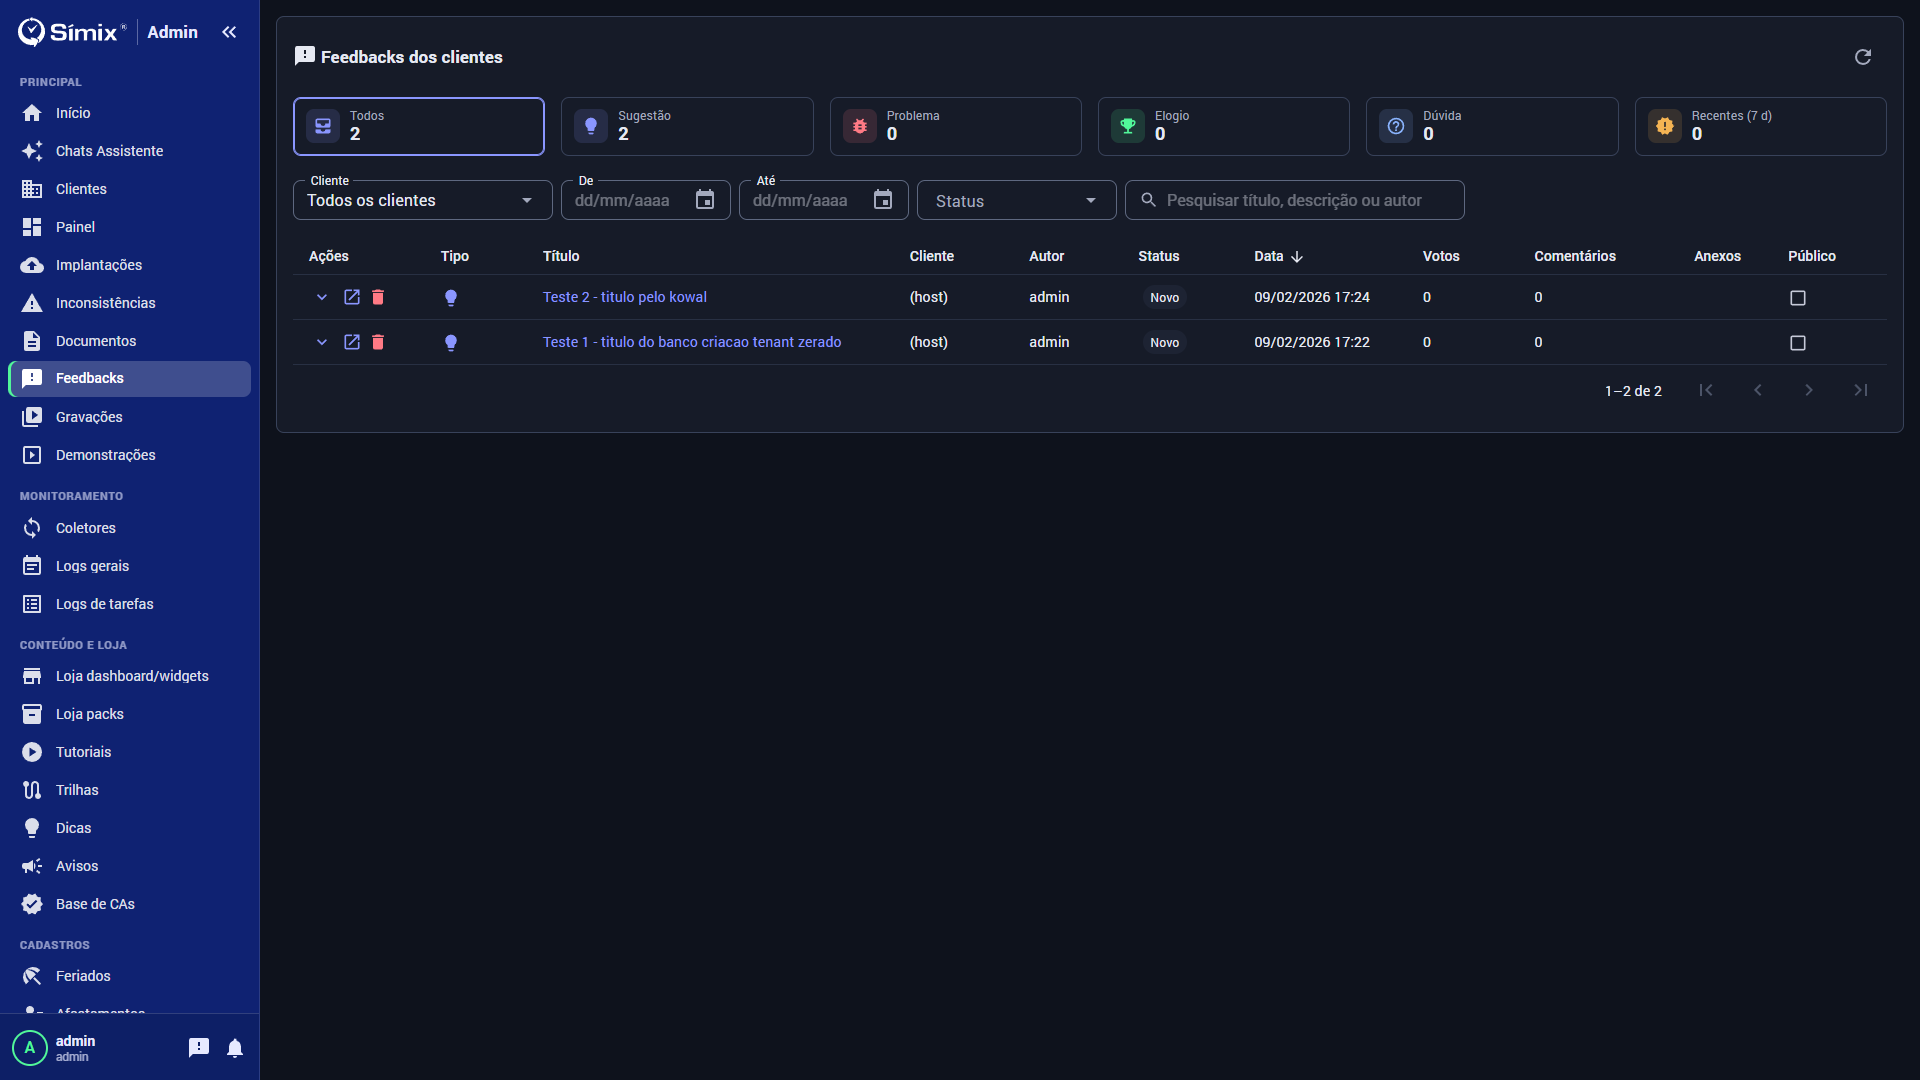 Símix® Admin
PRINCIPAL
Início
Chats Assistente
Clientes
Painel
Implantações
Inconsistências
Documentos
Feedbacks
Gravações
Demonstrações
MONITORAMENTO
Coletores
Logs gerais
Logs de tarefas
CONTEÚDO E LOJA
Loja dashboard/widgets
Loja packs
Tutoriais
Trilhas
Dicas
Avisos
Base de CAs
CADASTROS
Feriados
Afastamentos
A
admin
admin
Feedbacks dos clientes
Todos
2
Sugestão
2
Problema
0
Elogio
0
Dúvida
0
Recentes (7 d)
0
Cliente
Todos os clientes
De
dd/mm/aaaa
Até
dd/mm/aaaa
Status
Pesquisar título, descrição ou autor
Ações Tipo Título Cliente Autor Status Data Votos Comentários Anexos Público
Teste 2 - titulo pelo kowal (host) admin Novo 09/02/2026 17:24 0 0
Teste 1 - titulo do banco criacao tenant zerado (host) admin Novo 09/02/2026 17:22 0 0
1–2 de 2